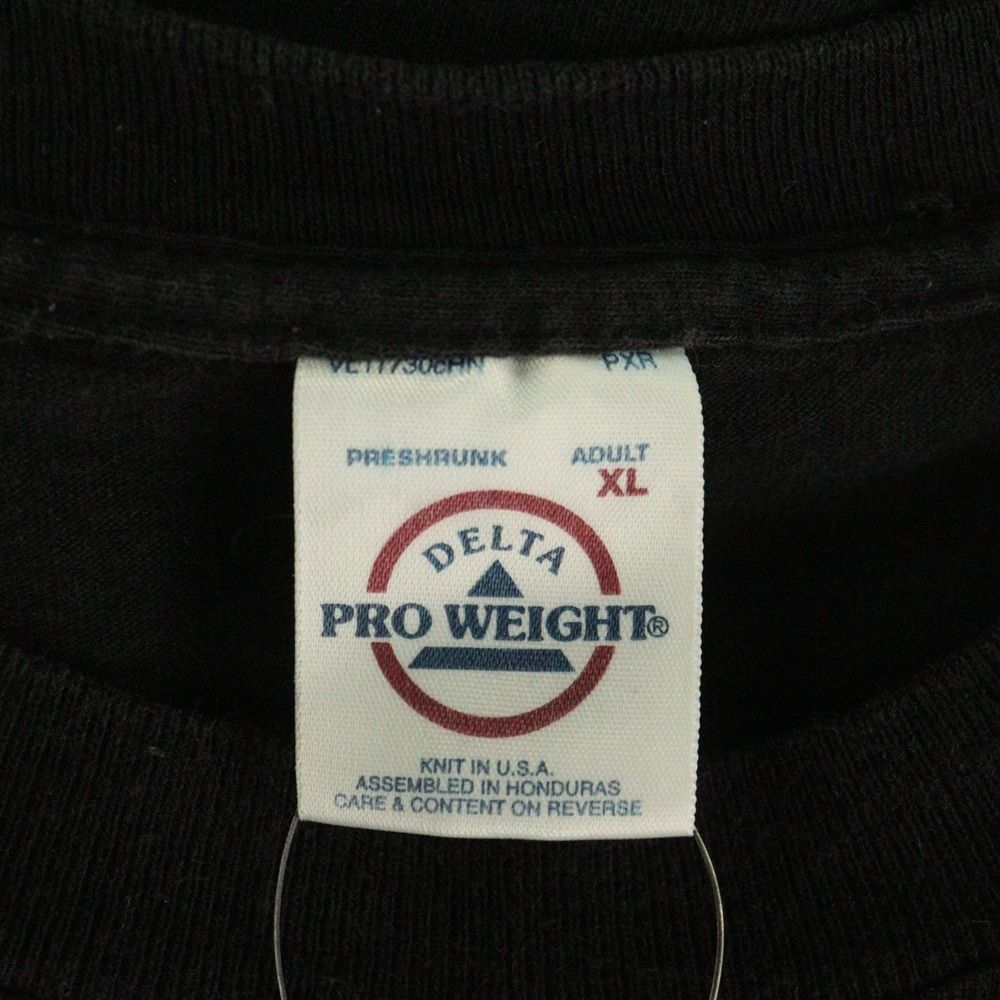 PXR
PRESHRUNK ADULT
XL
DELTA
PRO WEIGHT®
KNIT IN U.S.A.
ASSEMBLED IN HONDURAS
CARE & CONTENT ON REVERSE